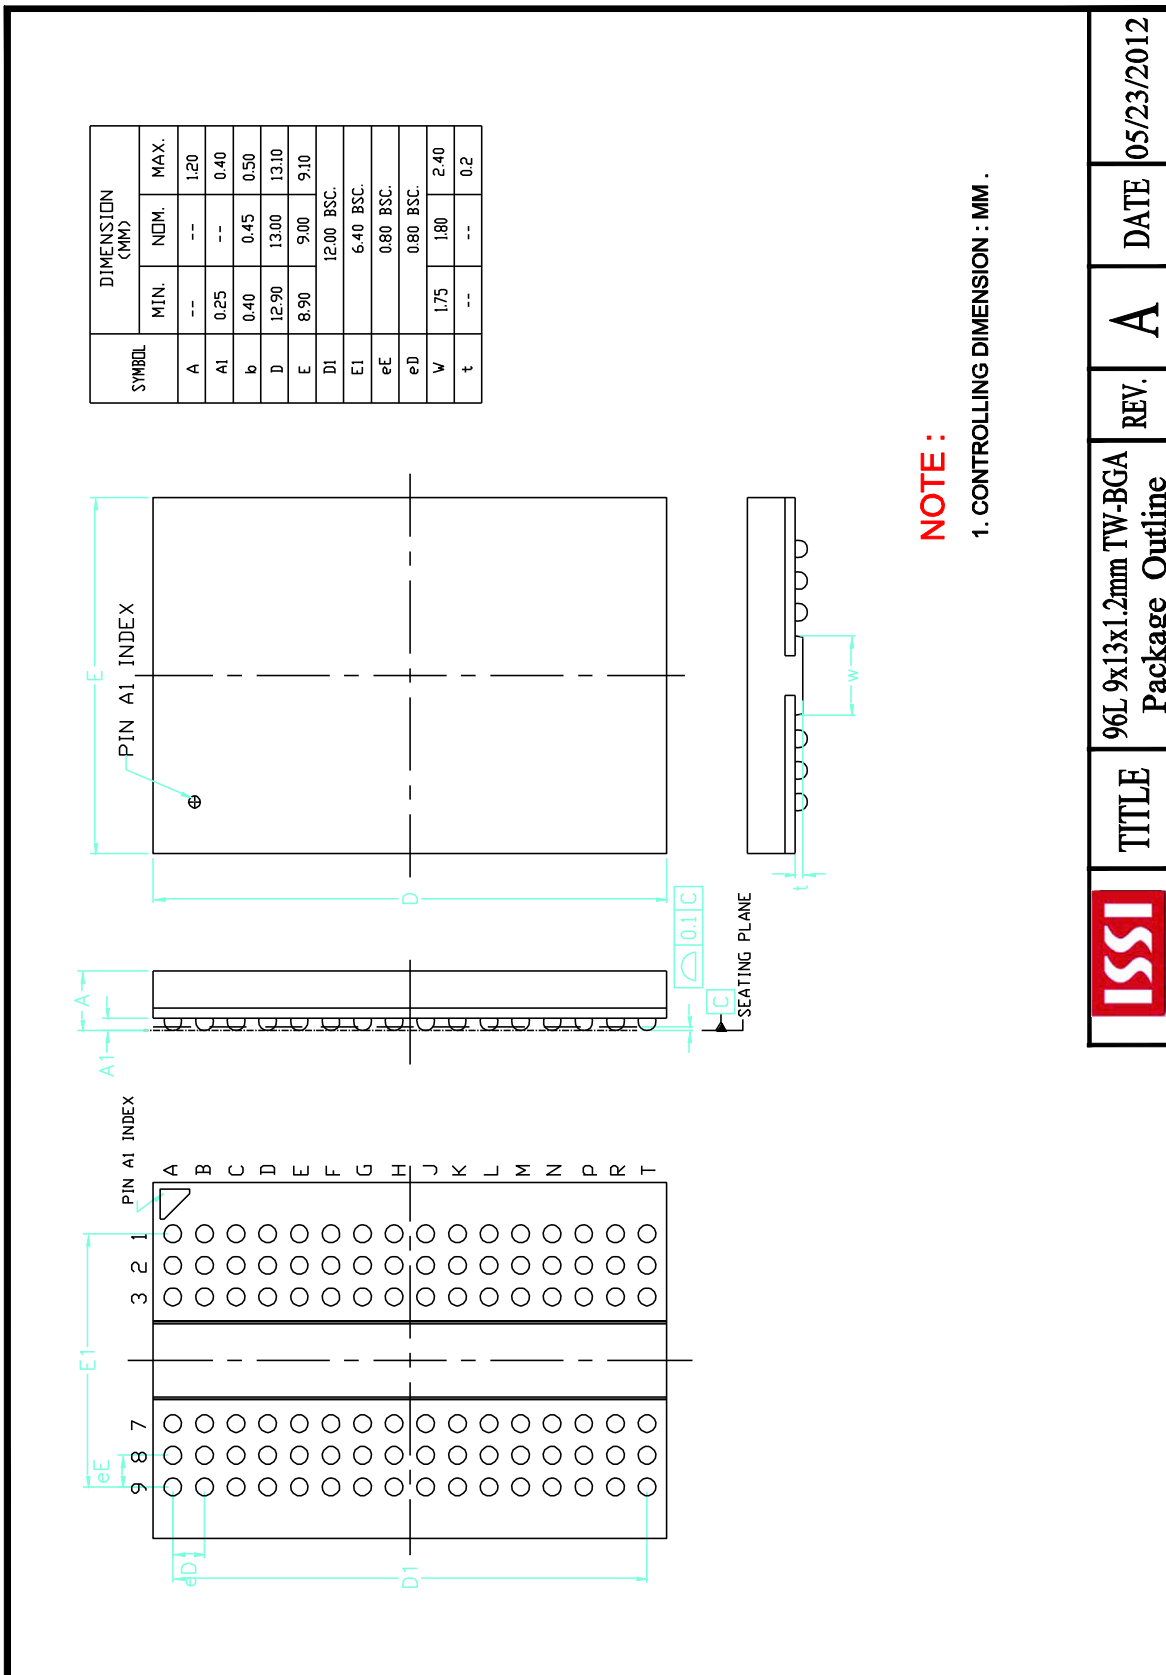 SYMBOL DIMENSION (MM)
MIN. NOM. MAX.
A -- -- 1.20
A1 0.25 -- 0.40
b 0.40 0.45 0.50
D 12.90 13.00 13.10
E 8.90 9.00 9.10
D1 12.00 BSC.
E1 6.40 BSC.
eE 0.80 BSC.
eD 0.80 BSC.
W 1.75 1.80 2.40
t -- -- 0.2
E
PIN A1 INDEX
D
A
A1
0.1 C
C
SEATING PLANE
W
t
PIN A1 INDEX
A B C D E F G H J K L M N P R T
1
2
3
7
8
9
E1
eE
eD1
D1
NOTE :
1. CONTROLLING DIMENSION : MM .
ISSI
TITLE
96L 9x13x1.2mm TW-BGA
Package Outline
REV.
A
DATE
05/23/2012